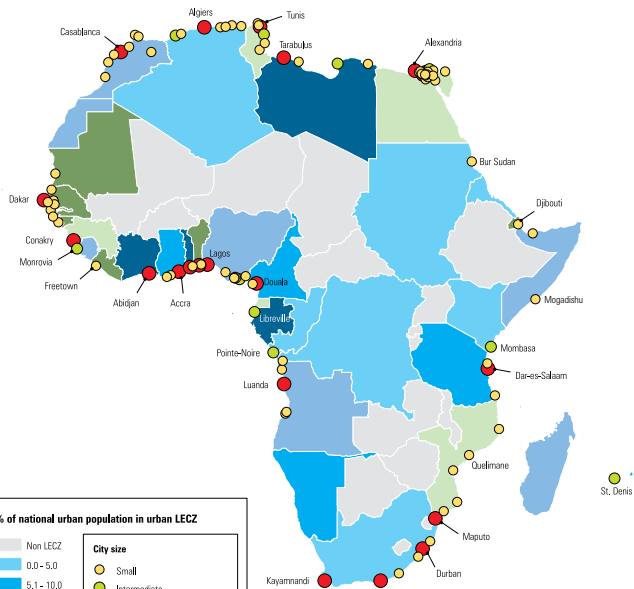 Algiers
Tunis
Casablanca
Tarabulus
Alexandria
Bur Sudan
Dakar
Djibouti
Conakry
Lagos
Monrovia
Freetown
Abidjan
Accra
Douala
Mogadishu
Libreville
Pointe-Noire
Mombasa
Luanda
Dar-es-Salaam
Quelimane
St. Denis
Maputo
Durban
Kayamnandi
% of national urban population in urban LECZ
Non LECZ
0.0 - 5.0
5.1 - 10.0
City size
Small
Intermediate